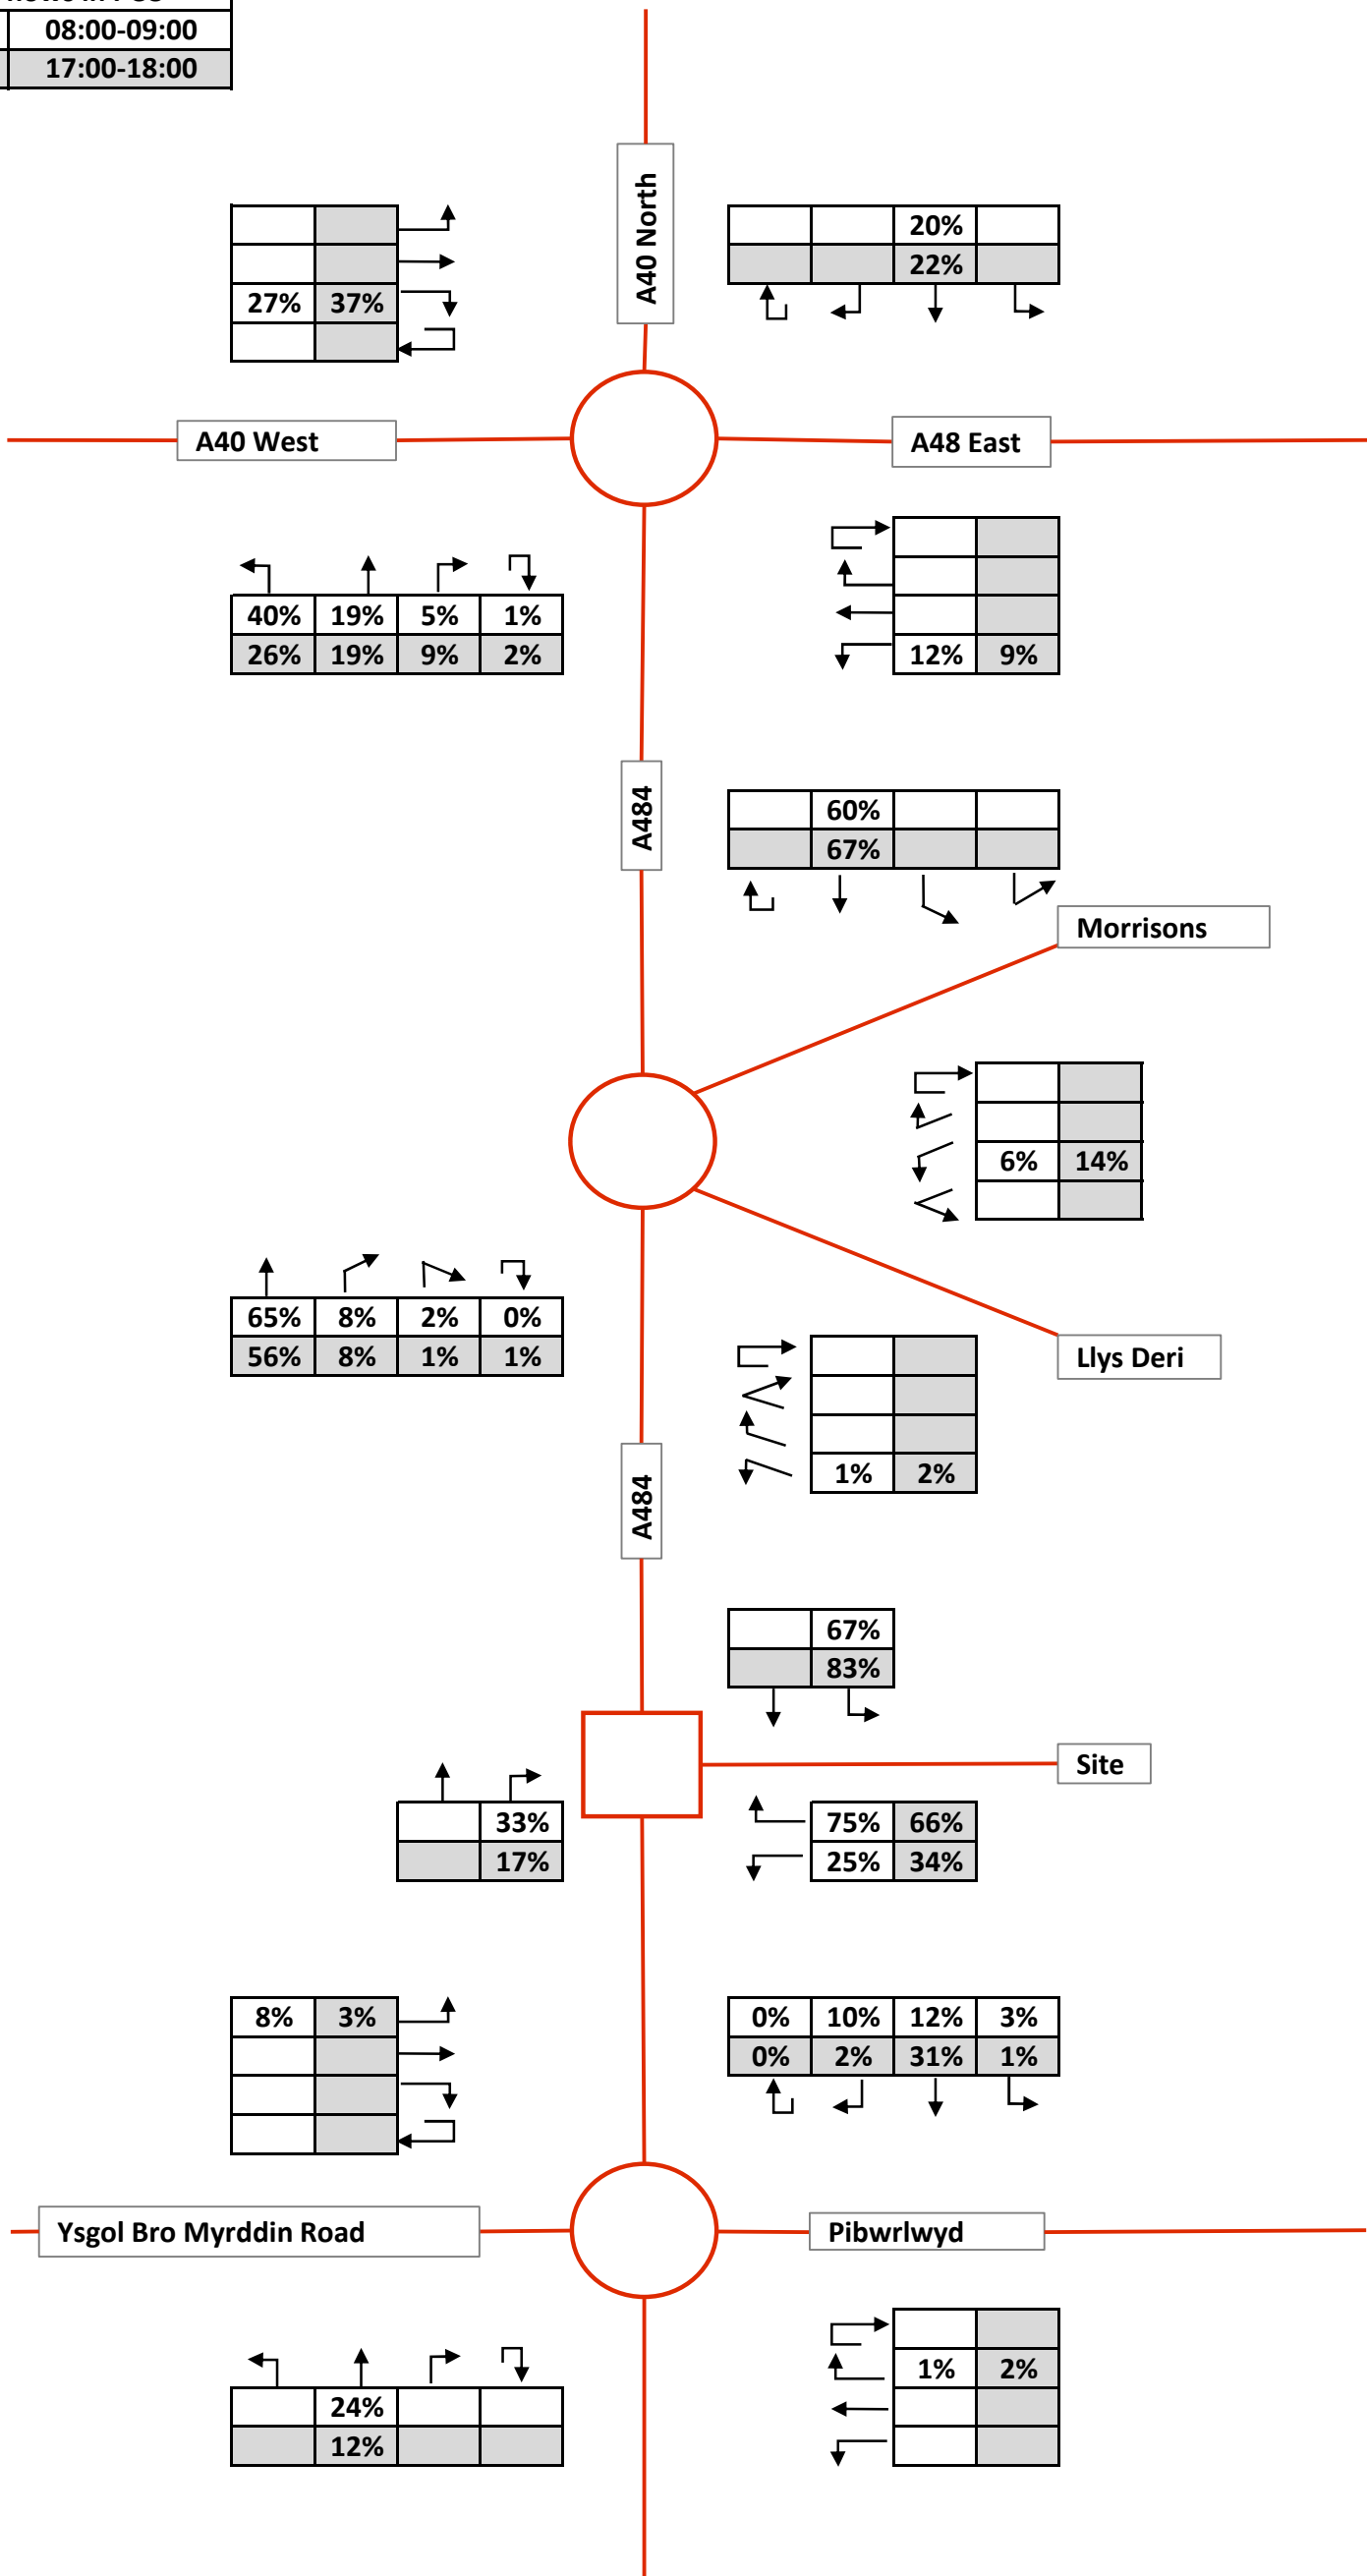 08:00-09:00
17:00-18:00
A40 North
20%
22%
27% 37%
A40 West
A48 East
40% 19% 5% 1%
26% 19% 9% 2%
12% 9%
A484
60%
67%
Morrisons
6% 14%
65% 8% 2% 0%
56% 8% 1% 1%
Llys Deri
1% 2%
A484
67%
83%
Site
33%
17%
75% 66%
25% 34%
8% 3%
0% 10% 12% 3%
0% 2% 31% 1%
Ysgol Bro Myrddin Road
Pibwrlwyd
1% 2%
24%
12%